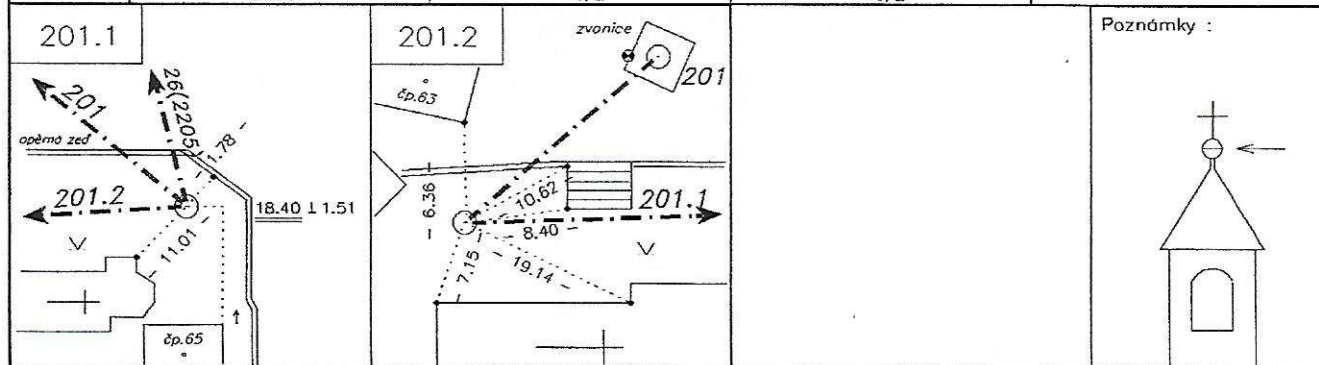 201.1
201
26(2205
1.78
opěrná zeď
201.2
18.40 ⊥ 1.51
11.01
čp.65
201.2
zvonice
201
čp.63
6.36
10.62
201.1
8.40
7.15
19.14
Poznámky :